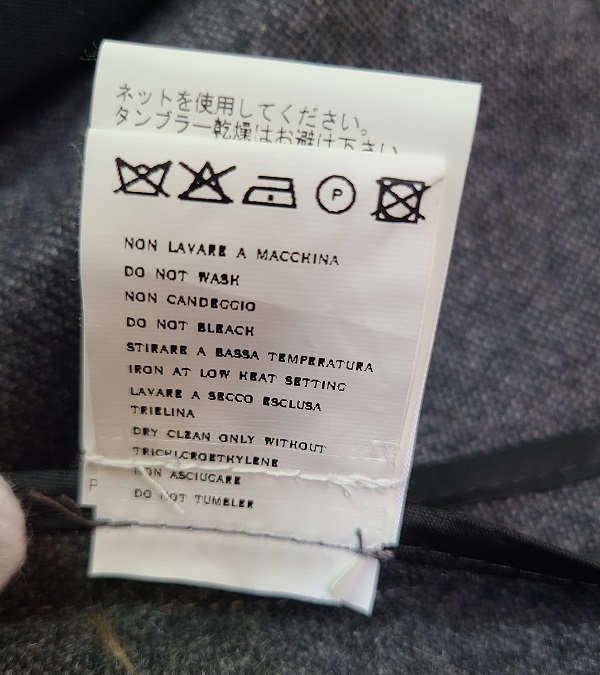 ネットを使用してください。
タンブラー乾燥はお避け下さい
P
NON LAVARE A MACCHINA
DO NOT WASH
NON CANDEGGIO
DO NOT BLEACH
STIRARE A BASSA TEMPERATURA
IRON AT LOW HEAT SETTING
LAVARE A SECCO ESCLUSA
TRIELINA
DRY CLEAN ONLY WITHOUT
TRICHLOROETHYLENE
NON ASCIUGARE
P
DO NOT TUMBLER